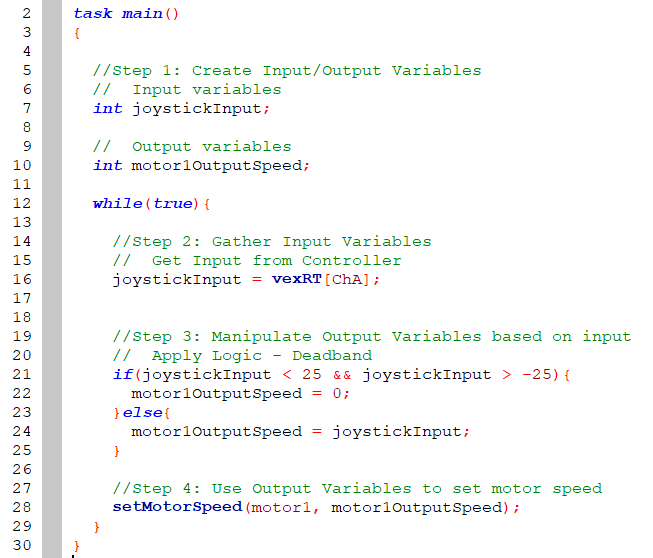 2 task main()
3 {
4
5 //Step 1: Create Input/Output Variables
6 //  Input variables
7 int joystickInput;
8
9 //  Output variables
10 int motor1OutputSpeed;
11
12 while(true){
13
14 //Step 2: Gather Input Variables
15 //  Get Input from Controller
16 joystickInput = vexRT[ChA];
17
18
19 //Step 3: Manipulate Output Variables based on input
20 //  Apply Logic - Deadband
21 if(joystickInput < 25 && joystickInput > -25){
22 motor1OutputSpeed = 0;
23 }else{
24 motor1OutputSpeed = joystickInput;
25 }
26
27 //Step 4: Use Output Variables to set motor speed
28 setMotorSpeed(motor1, motor1OutputSpeed);
29 }
30 }